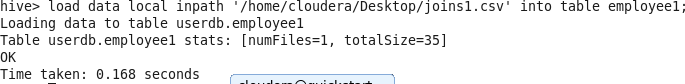 hive> load data local inpath '/home/cloudera/Desktop/joins1.csv' into table employee1;
Loading data to table userdb.employee1
Table userdb.employee1 stats: [numFiles=1, totalSize=35]
OK
Time taken: 0.168 seconds